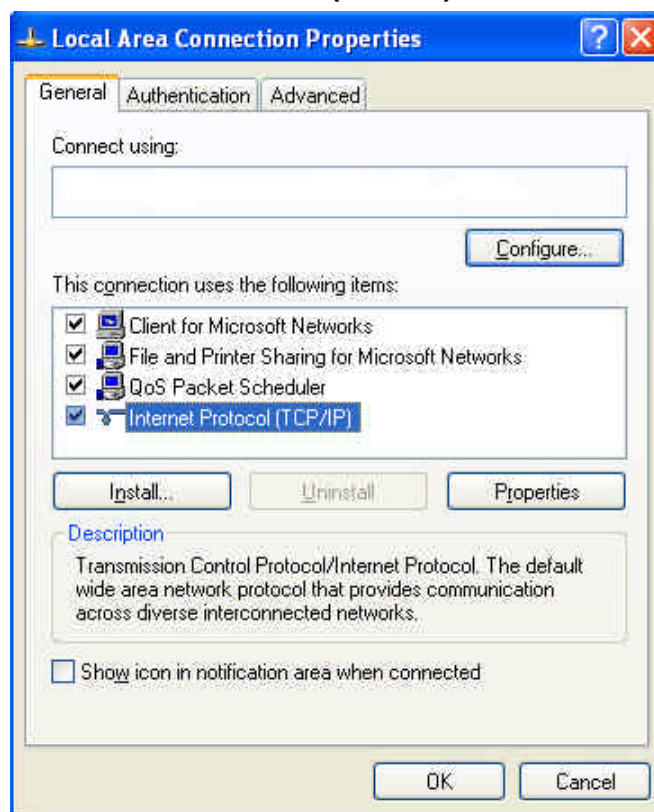 Local Area Connection Properties
General Authentication Advanced
Connect using:
Configure...
This connection uses the following items:
Client for Microsoft Networks
File and Printer Sharing for Microsoft Networks
QoS Packet Scheduler
Internet Protocol (TCP/IP)
Install... Uninstall Properties
Description
Transmission Control Protocol/Internet Protocol. The default
wide area network protocol that provides communication
across diverse interconnected networks.
Show icon in notification area when connected
OK Cancel